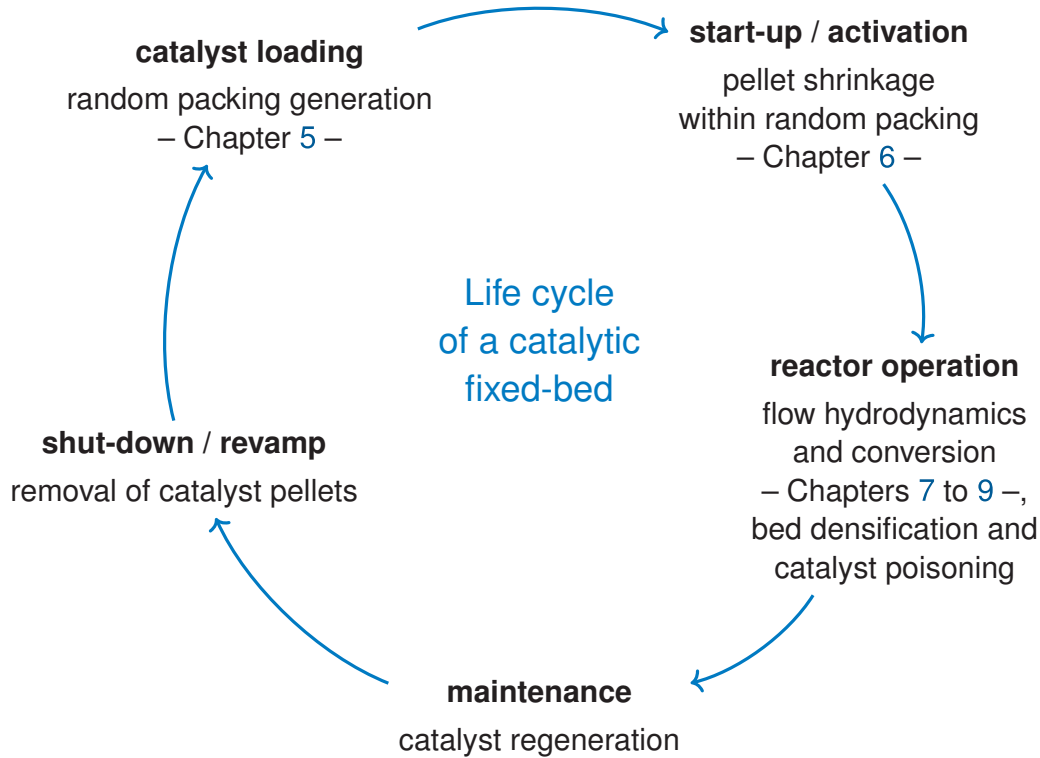 catalyst loading
random packing generation
– Chapter 5 –
start-up / activation
pellet shrinkage
within random packing
– Chapter 6 –
Life cycle
of a catalytic
fixed-bed
reactor operation
flow hydrodynamics
and conversion
– Chapters 7 to 9 –,
bed densification and
catalyst poisoning
shut-down / revamp
removal of catalyst pellets
maintenance
catalyst regeneration